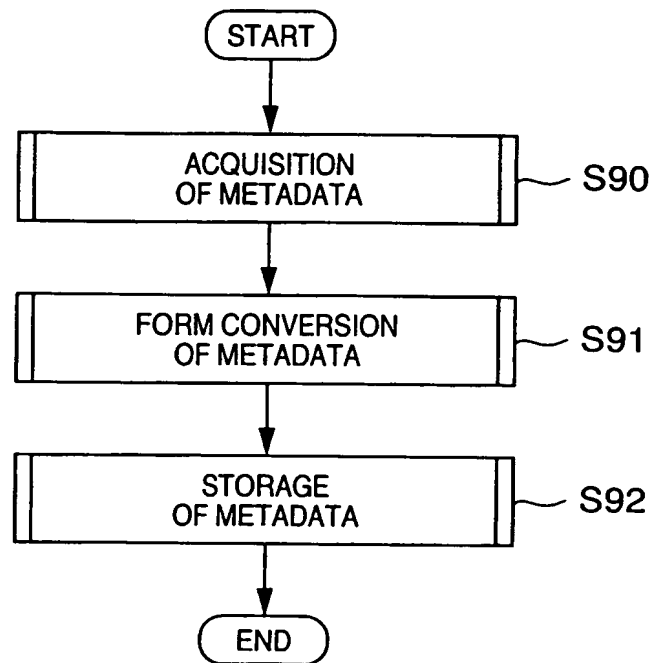 START
ACQUISITION
OF METADATA
S90
FORM CONVERSION
OF METADATA
S91
STORAGE
OF METADATA
S92
END